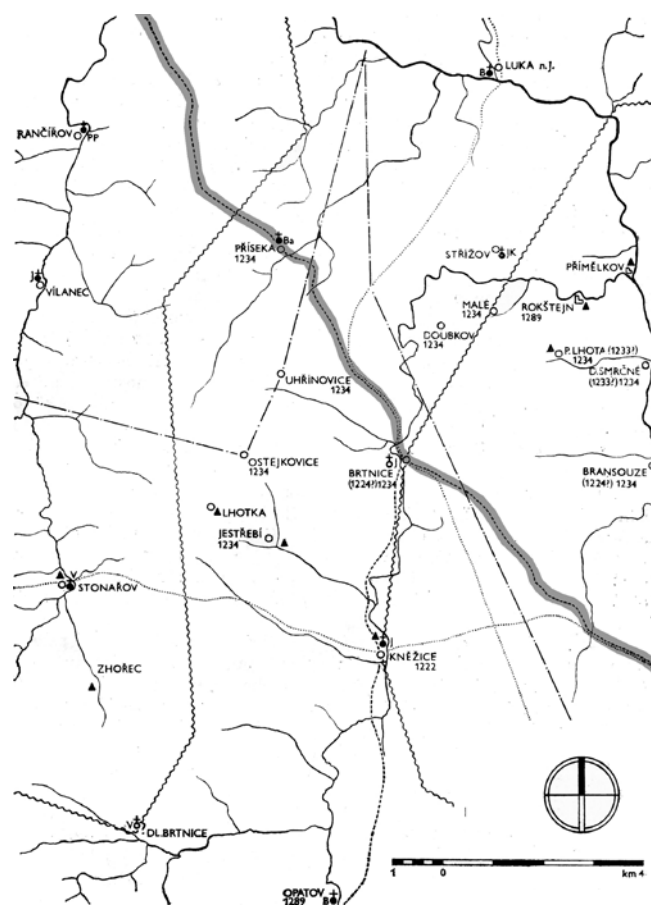 LUKA n.J.
B
RANČÍŘOV
PP
Ba
PŘÍSEKA
1234
STŘIŽOV
JK
PŘÍMĚLKOV
J
VÍLANEC
MALÉ
1234
ROKŠTEJN
1289
DOUBKOV
1234
P.LHOTA (1233?)
1234
D.SMRČNÉ
(1233?) 1234
UHŘÍNOVICE
1234
OSTEJKOVICE
1234
BRTNICE
(1224?) 1234
J
BRANSOUZE
(1224?) 1234
LHOTKA
JESTŘEBÍ
1234
V
STONAŘOV
J
KNĚŽICE
1222
ZHOŘEC
V ?
DL.BRTNICE
1 0 km 4
OPATOV
1289
B